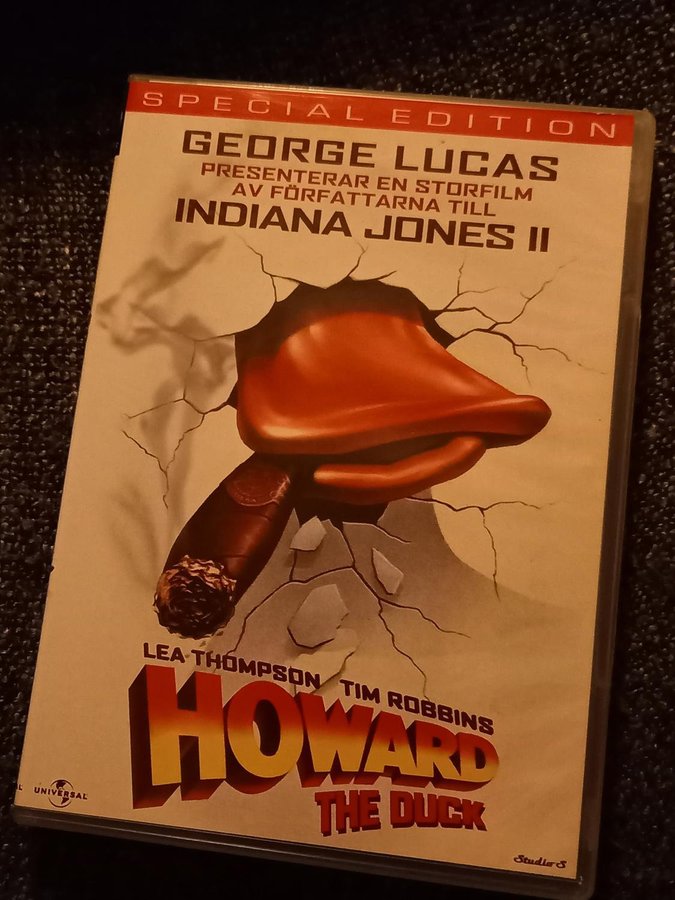 SPECIAL EDITION
GEORGE LUCAS
PRESENTERAR EN STORFILM
AV FÖRFATTARNA TILL
INDIANA JONES II
LEA THOMPSON TIM ROBBINS
HOWARD
THE DUCK
UNIVERSAL
Studio S